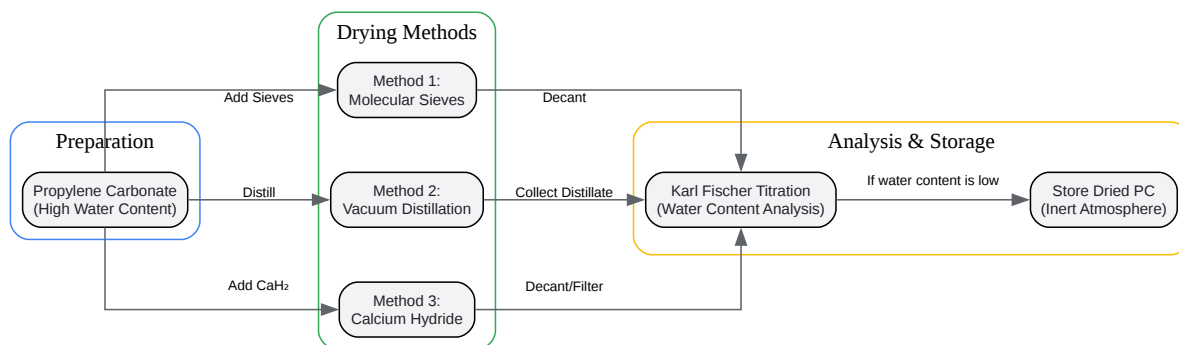 Drying Methods
Method 1:
Molecular Sieves
Add Sieves
Decant
Preparation
Analysis & Storage
Propylene Carbonate
(High Water Content)
Distill
Method 2:
Vacuum Distillation
Collect Distillate
Karl Fischer Titration
(Water Content Analysis)
If water content is low
Store Dried PC
(Inert Atmosphere)
Add CaH₂
Method 3:
Calcium Hydride
Decant/Filter